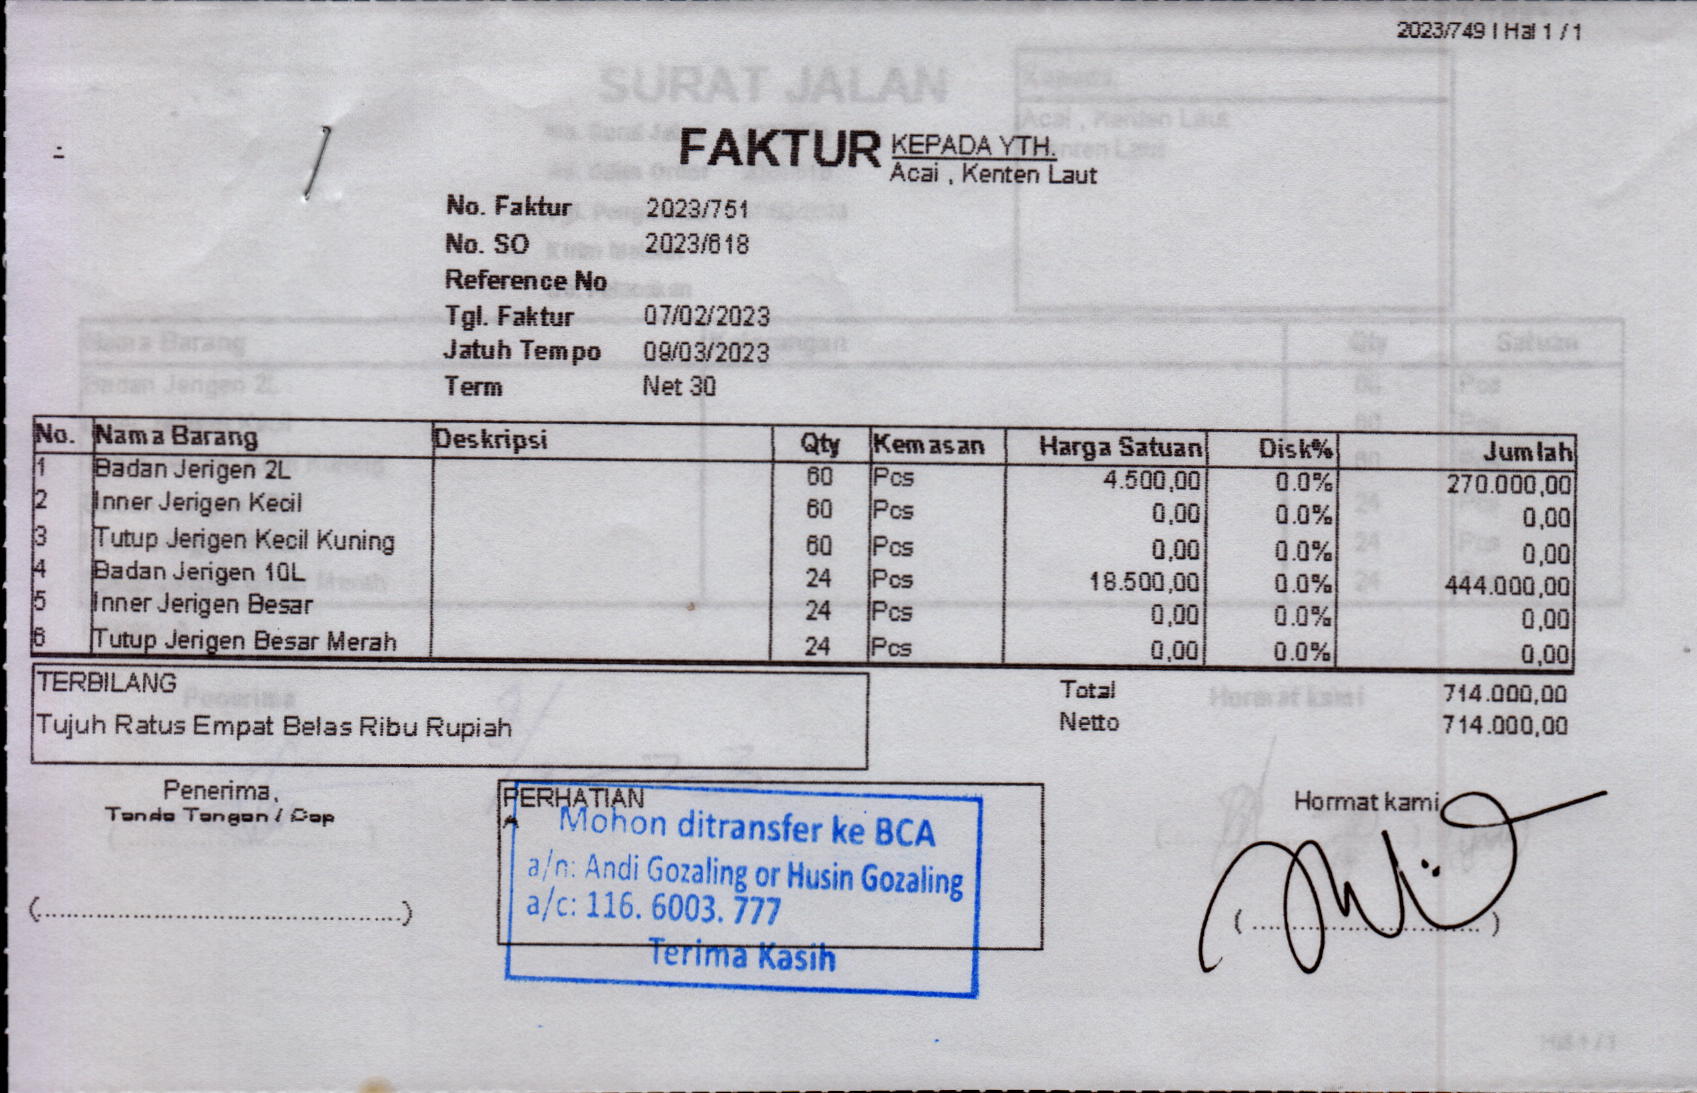 2023/749 | Hal 1 / 1
SURAT JALAN
FAKTUR
KEPADA YTH.
Acai , Kenten Laut
No. Faktur 2023/751
No. SO 2023/618
Reference No
Tgl. Faktur 07/02/2023
Jatuh Tempo 09/03/2023
Term Net 30
No. Nama Barang Deskripsi Qty Kemasan Harga Satuan Disk% Jumlah
1 Badan Jerigen 2L 60 Pcs 4.500,00 0.0% 270.000,00
2 Inner Jerigen Kecil 60 Pcs 0,00 0.0% 0,00
3 Tutup Jerigen Kecil Kuning 60 Pcs 0,00 0.0% 0,00
4 Badan Jerigen 10L 24 Pcs 18.500,00 0.0% 444.000,00
5 Inner Jerigen Besar 24 Pcs 0,00 0.0% 0,00
6 Tutup Jerigen Besar Merah 24 Pcs 0,00 0.0% 0,00
TERBILANG
Tujuh Ratus Empat Belas Ribu Rupiah
Total 714.000,00
Netto 714.000,00
Penerima,
Tanda Tangan / Cap
PERHATIAN
A
Mohon ditransfer ke BCA
a/n: Andi Gozaling or Husin Gozaling
a/c: 116. 6003. 777
Terima Kasih
Hormat kami